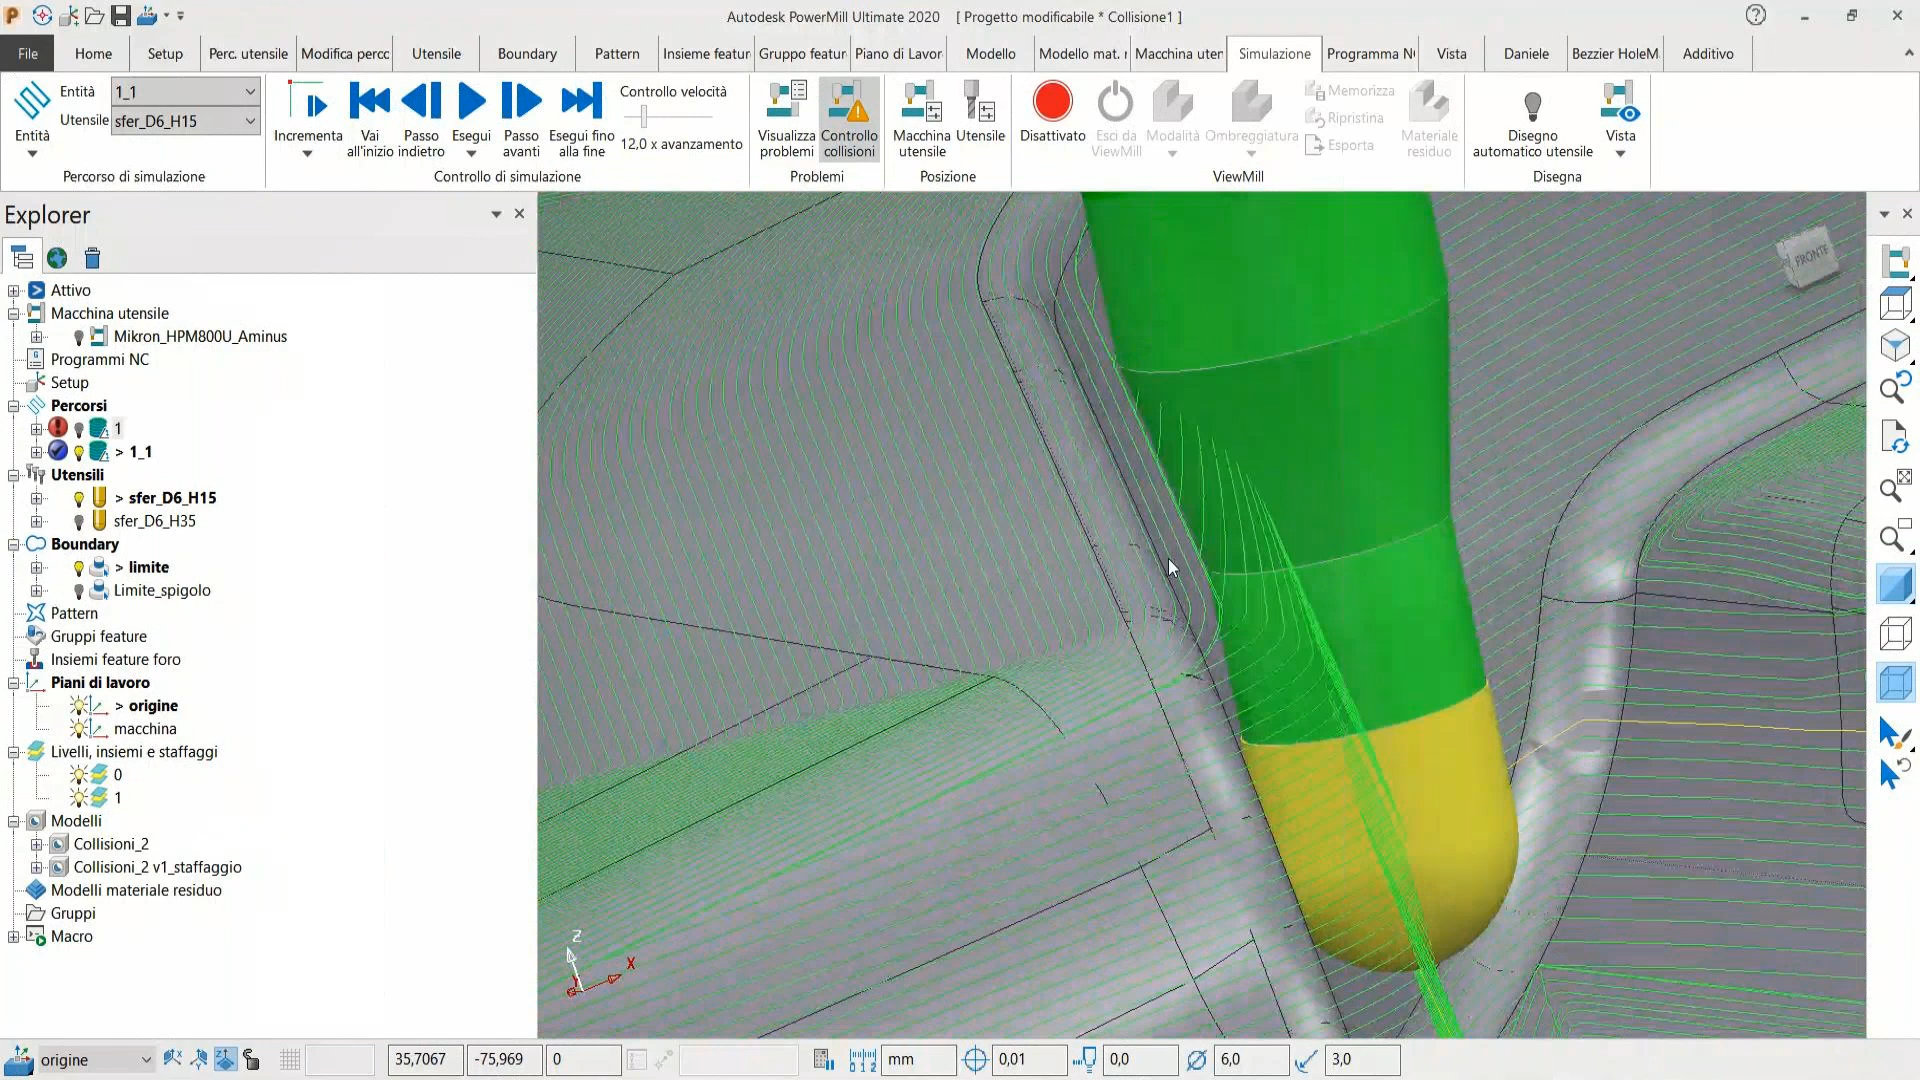 Autodesk PowerMill Ultimate 2020 [ Progetto modificabile * Collisione1 ]
File Home Setup Perc. utensile Modifica percc Utensile Boundary Pattern Insieme featur Gruppo featur Piano di Lavor Modello Modello mat. r Macchina uter Simulazione Programma N Vista Daniele Bezzier HoleM Additivo
Entità
Entità 1_1
Utensile sfer_D6_H15
Percorso di simulazione
Incrementa
Vai all'inizio
Passo indietro
Esegui
Passo avanti
Esegui fino alla fine
Controllo velocità
12,0 x avanzamento
Controllo di simulazione
Visualizza problemi
Controllo collisioni
Problemi
Macchina utensile
Utensile
Posizione
Disattivato
Esci da ViewMill
Modalità
Ombreggiatura
Memorizza
Ripristina
Esporta
Materiale residuo
ViewMill
Disegno automatico utensile
Vista
Disegna
Explorer
Attivo
Macchina utensile
Mikron_HPM800U_Aminus
Programmi NC
Setup
Percorsi
1
> 1_1
Utensili
> sfer_D6_H15
sfer_D6_H35
Boundary
> limite
Limite_spigolo
Pattern
Gruppi feature
Insiemi feature foro
Piani di lavoro
> origine
macchina
Livelli, insiemi e staffaggi
0
1
Modelli
Collisioni_2
Collisioni_2 v1_staffaggio
Modelli materiale residuo
Gruppi
Macro
FRONTE
Z
X
Y
origine 35,7067 -75,969 0 mm 0,01 0,0 6,0 3,0